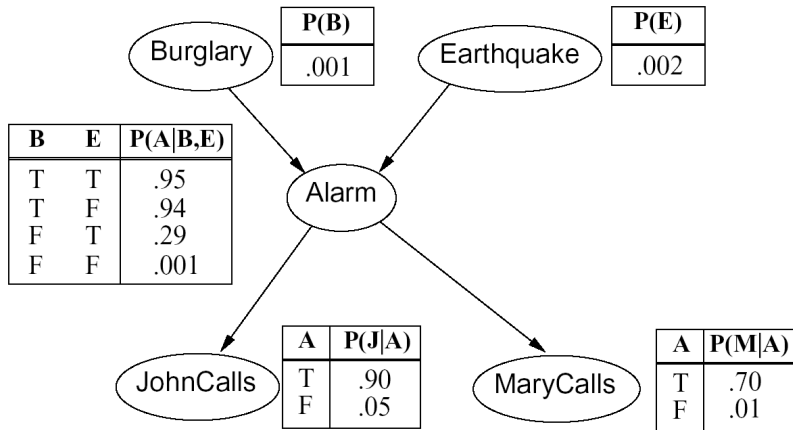 Burglary
P(B)
.001
Earthquake
P(E)
.002
B E P(A|B,E)
T T .95
T F .94
F T .29
F F .001
Alarm
JohnCalls
A P(J|A)
T .90
F .05
MaryCalls
A P(M|A)
T .70
F .01